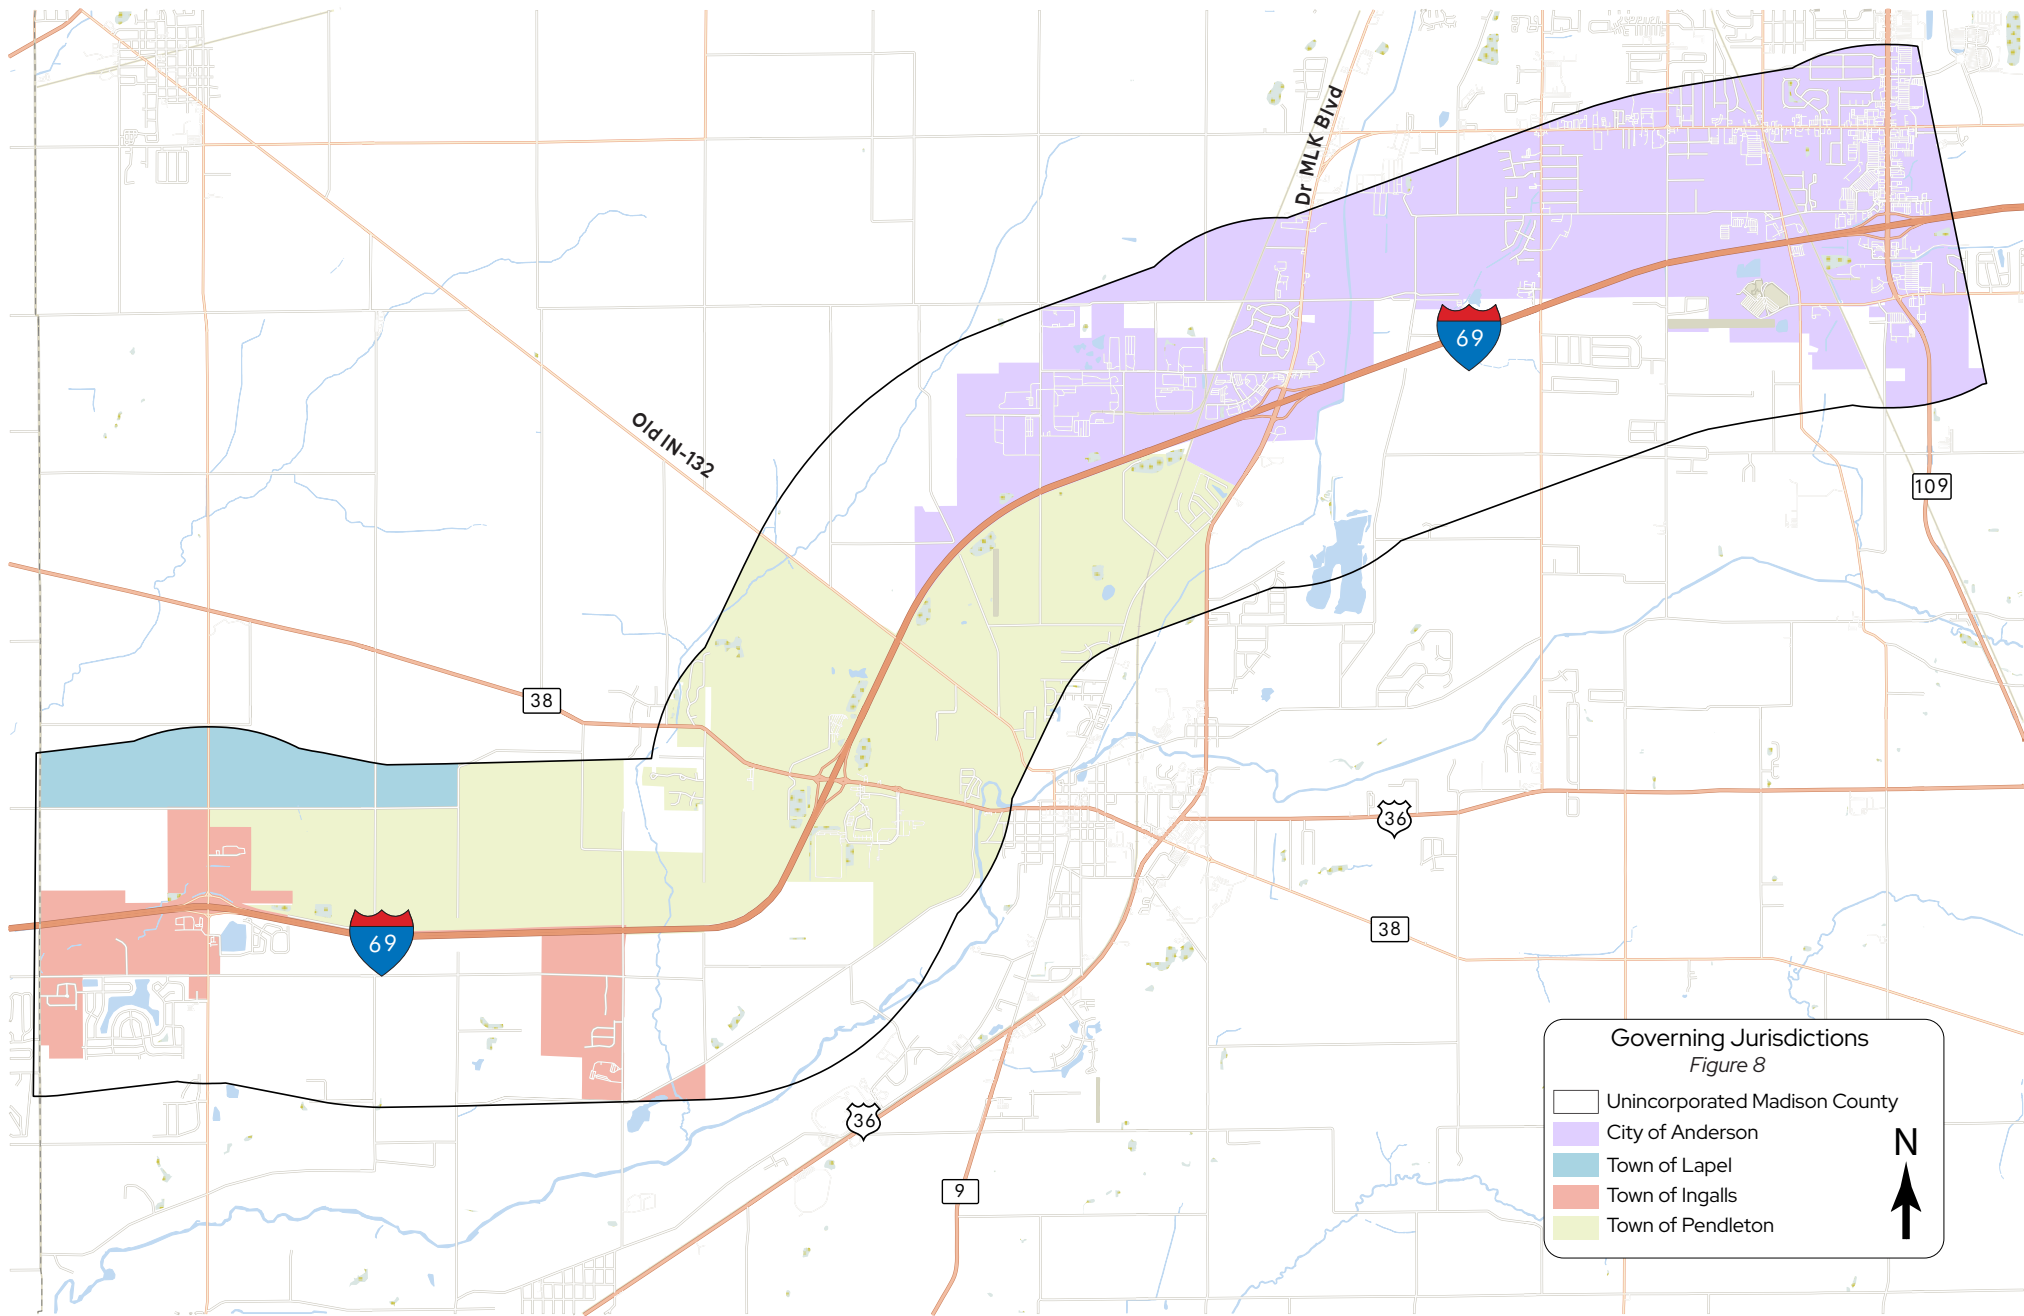 Dr MLK Blvd
69
Old IN-132
109
38
36
69
38
36
9
Governing Jurisdictions
Figure 8
Unincorporated Madison County
City of Anderson
Town of Lapel
Town of Ingalls
Town of Pendleton
N